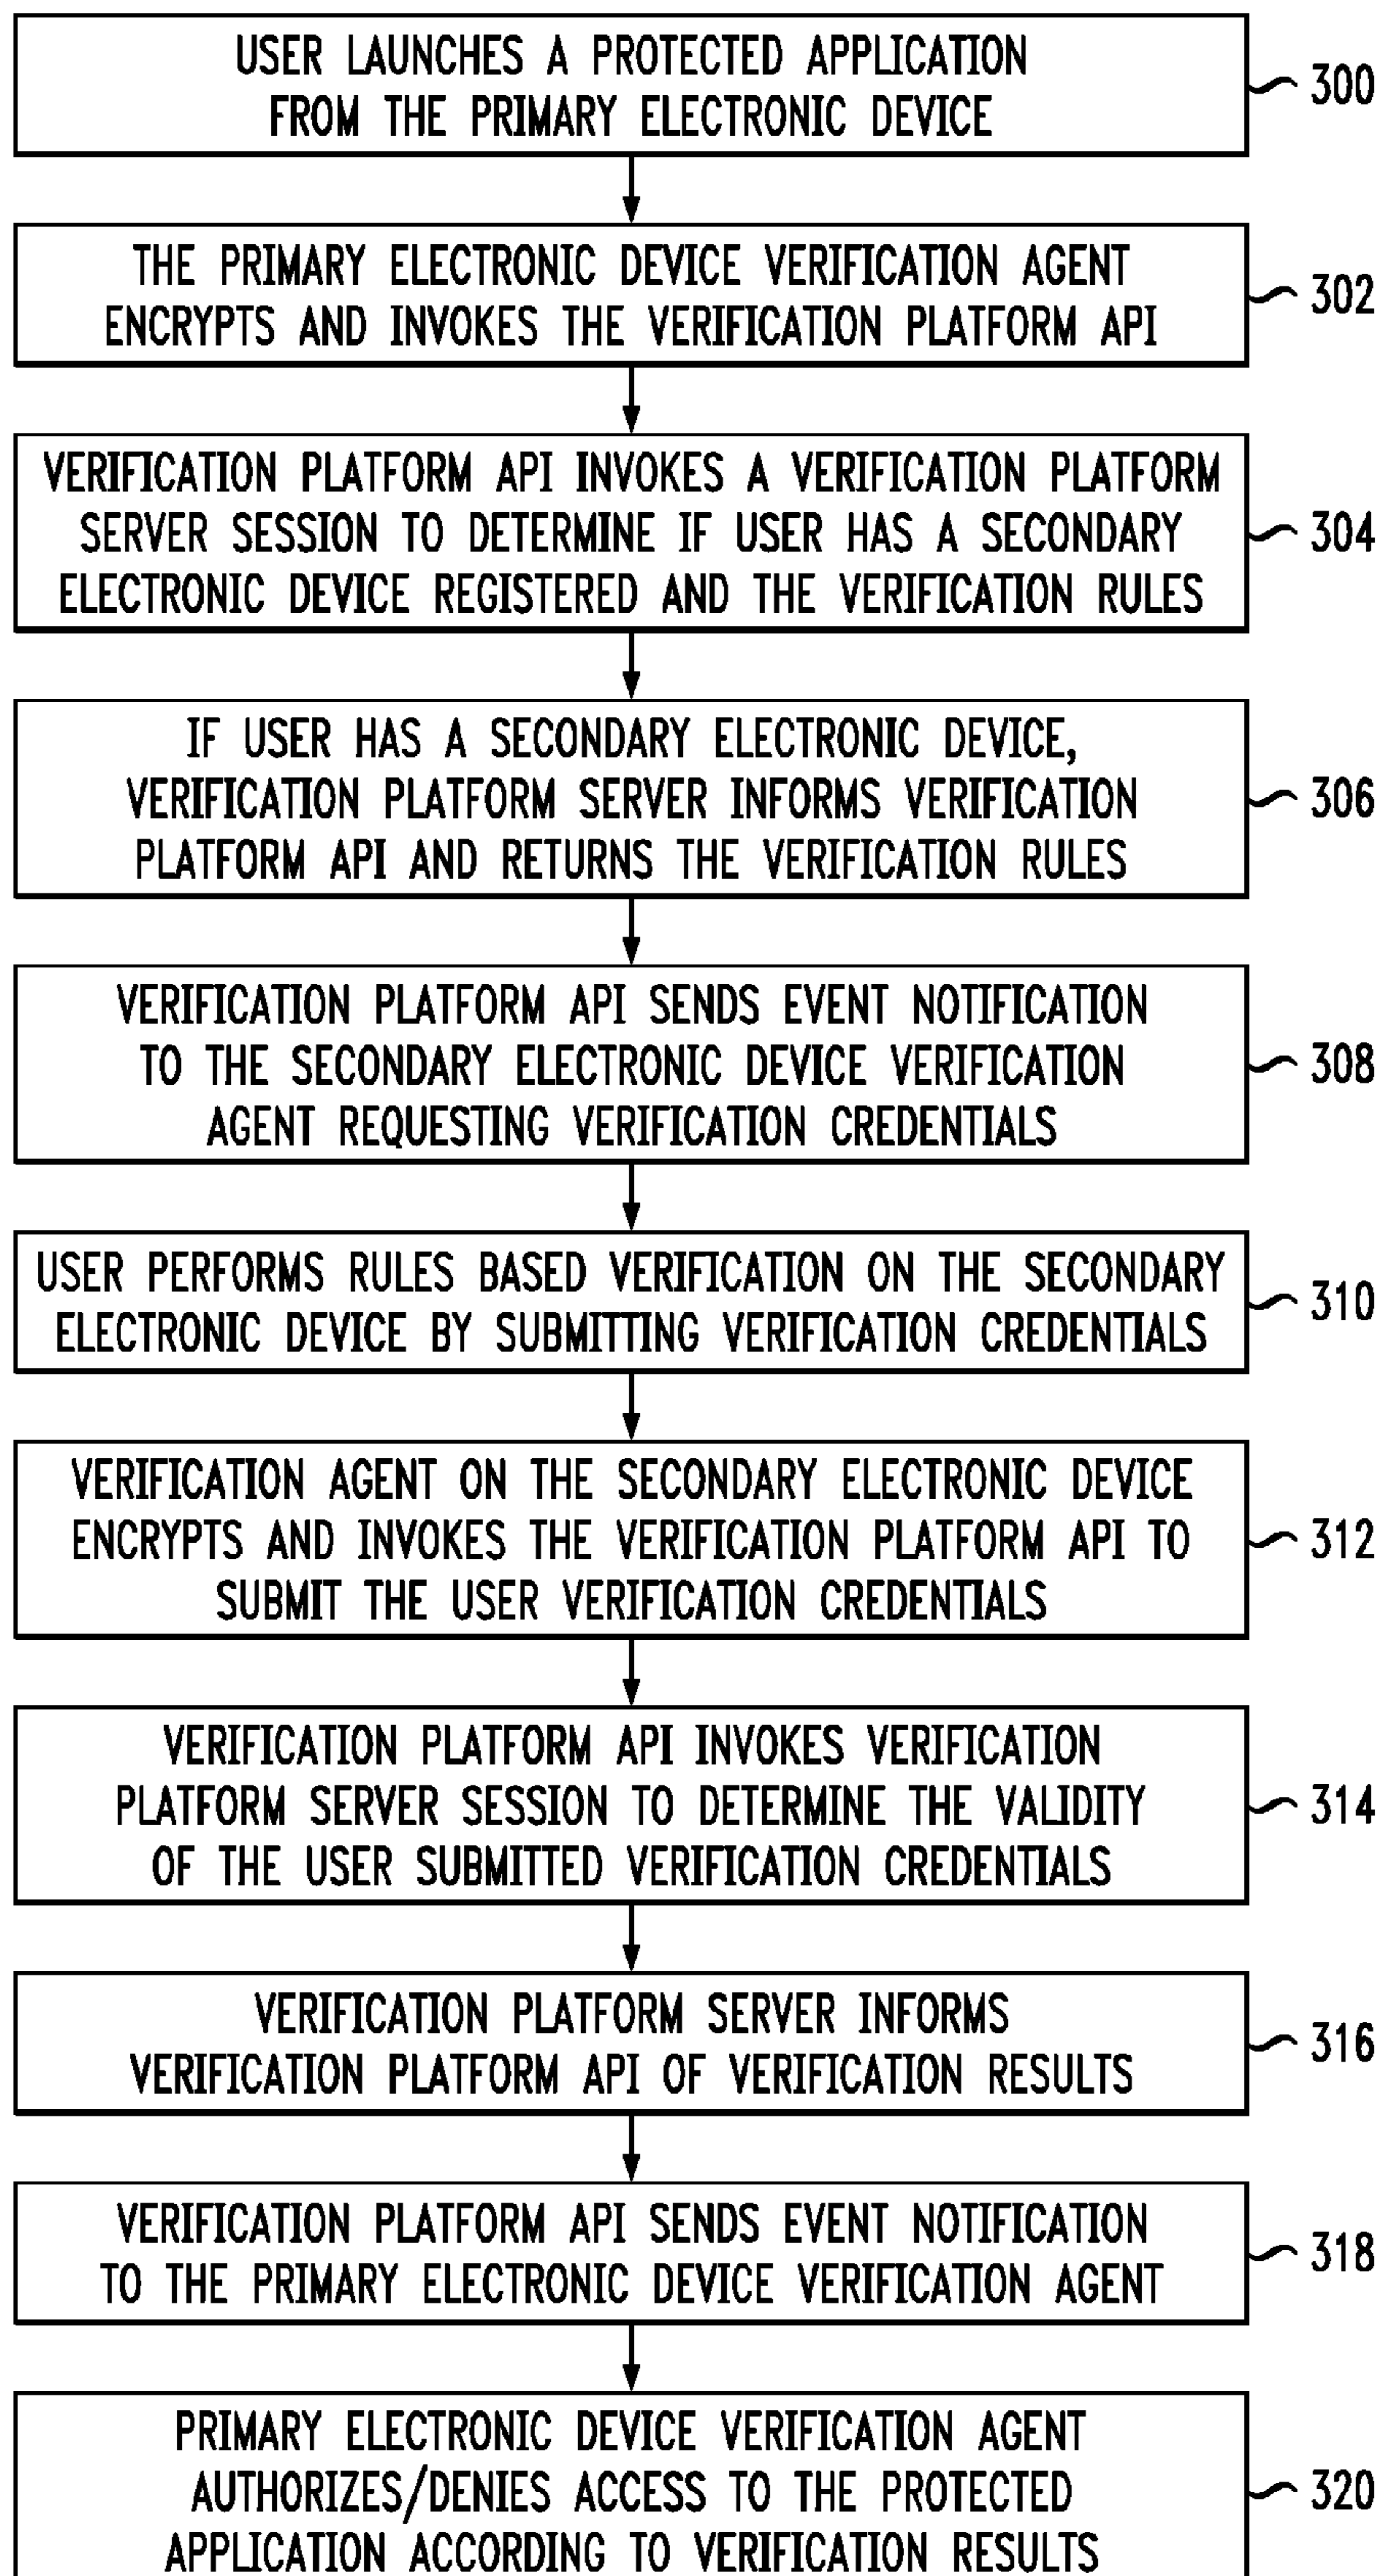 USER LAUNCHES A PROTECTED APPLICATION
FROM THE PRIMARY ELECTRONIC DEVICE
300
THE PRIMARY ELECTRONIC DEVICE VERIFICATION AGENT
ENCRYPTS AND INVOKES THE VERIFICATION PLATFORM API
302
VERIFICATION PLATFORM API INVOKES A VERIFICATION PLATFORM
SERVER SESSION TO DETERMINE IF USER HAS A SECONDARY
ELECTRONIC DEVICE REGISTERED AND THE VERIFICATION RULES
304
IF USER HAS A SECONDARY ELECTRONIC DEVICE,
VERIFICATION PLATFORM SERVER INFORMS VERIFICATION
PLATFORM API AND RETURNS THE VERIFICATION RULES
306
VERIFICATION PLATFORM API SENDS EVENT NOTIFICATION
TO THE SECONDARY ELECTRONIC DEVICE VERIFICATION
AGENT REQUESTING VERIFICATION CREDENTIALS
308
USER PERFORMS RULES BASED VERIFICATION ON THE SECONDARY
ELECTRONIC DEVICE BY SUBMITTING VERIFICATION CREDENTIALS
310
VERIFICATION AGENT ON THE SECONDARY ELECTRONIC DEVICE
ENCRYPTS AND INVOKES THE VERIFICATION PLATFORM API TO
SUBMIT THE USER VERIFICATION CREDENTIALS
312
VERIFICATION PLATFORM API INVOKES VERIFICATION
PLATFORM SERVER SESSION TO DETERMINE THE VALIDITY
OF THE USER SUBMITTED VERIFICATION CREDENTIALS
314
VERIFICATION PLATFORM SERVER INFORMS
VERIFICATION PLATFORM API OF VERIFICATION RESULTS
316
VERIFICATION PLATFORM API SENDS EVENT NOTIFICATION
TO THE PRIMARY ELECTRONIC DEVICE VERIFICATION AGENT
318
PRIMARY ELECTRONIC DEVICE VERIFICATION AGENT
AUTHORIZES/DENIES ACCESS TO THE PROTECTED
APPLICATION ACCORDING TO VERIFICATION RESULTS
320